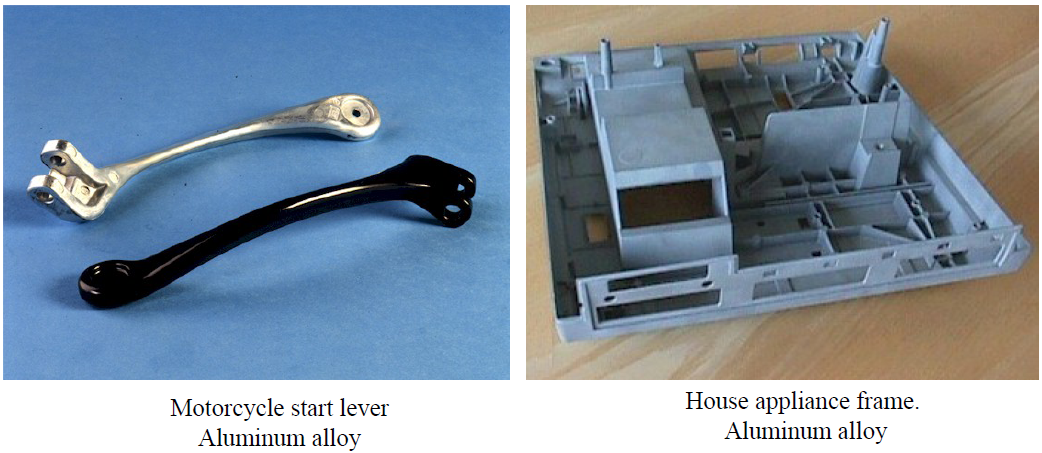 Motorcycle start lever
Aluminum alloy
House appliance frame.
Aluminum alloy